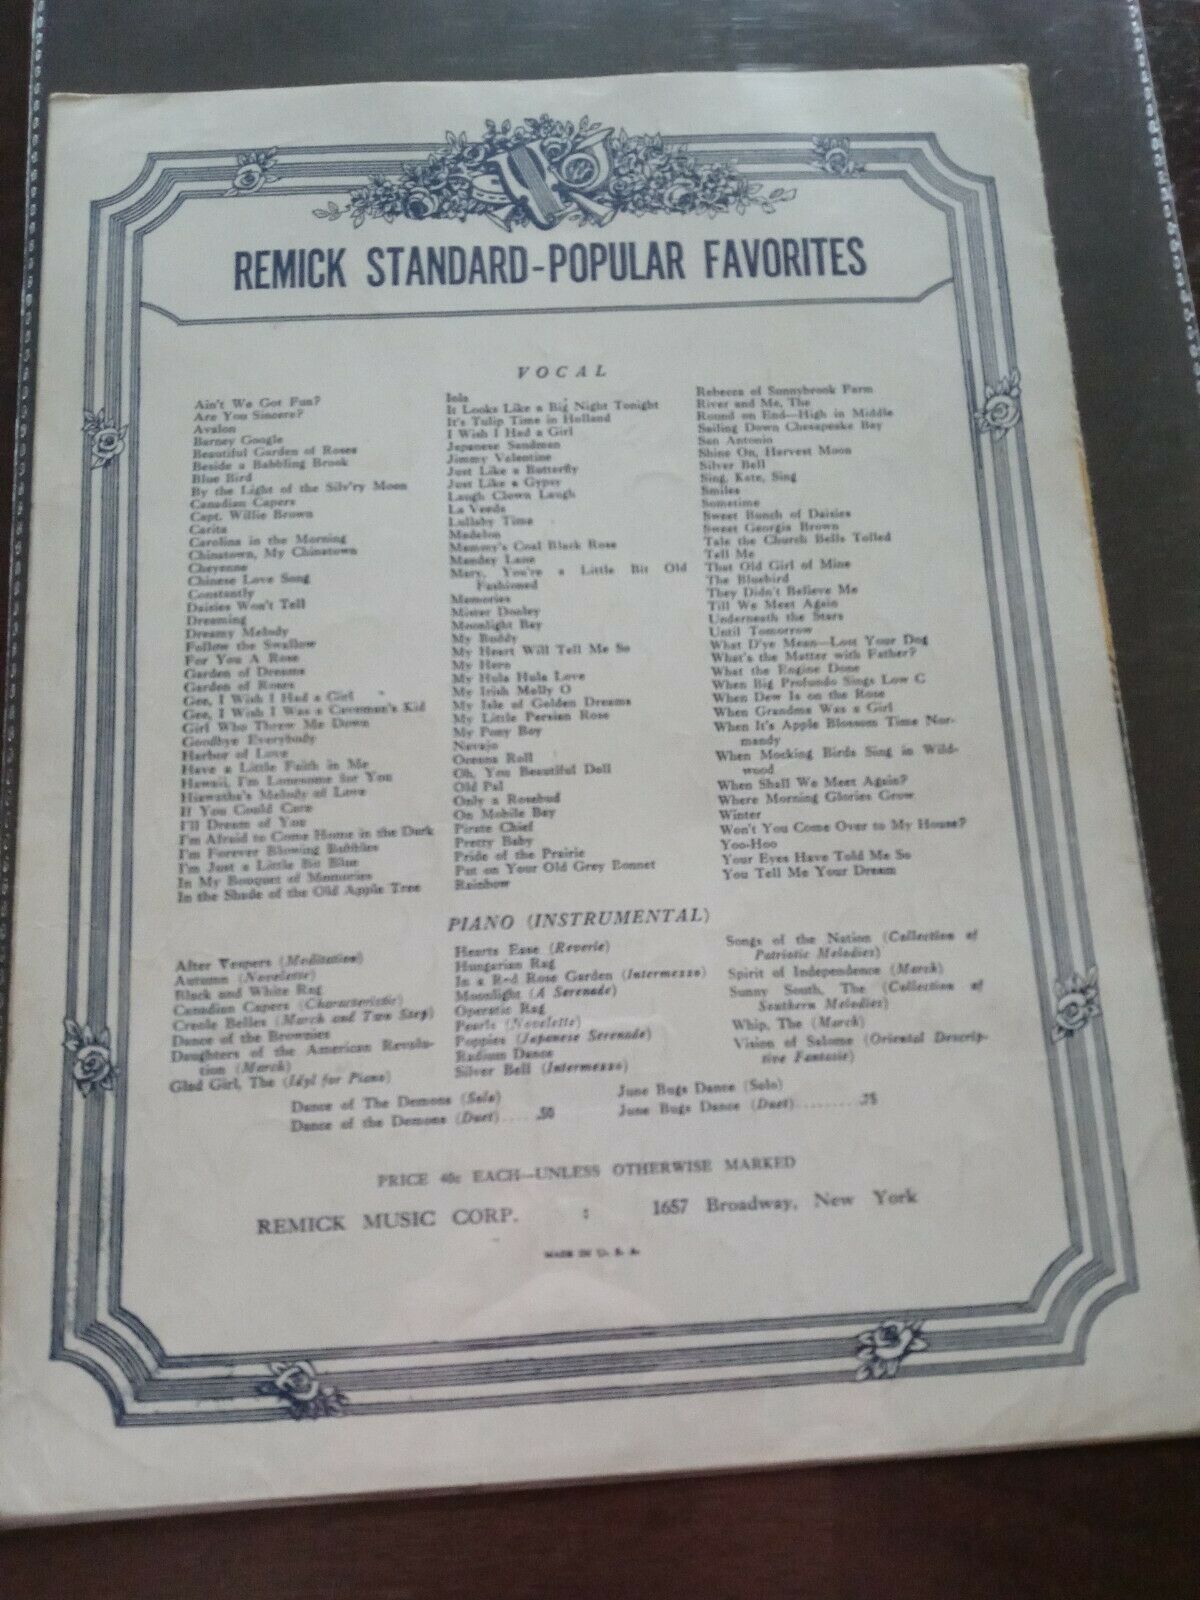 REMICK STANDARD-POPULAR FAVORITES
VOCAL
Ain't We Got Fun?
Are You Sincere?
Avalon
Barney Google
Beautiful Garden of Roses
Beside a Babbling Brook
Blue Bird
By the Light of the Silv'ry Moon
Canadian Capers
Capt. Willie Brown
Carita
Carolina in the Morning
Chinatown, My Chinatown
Cheyenne
Chinese Love Song
Constantly
Daisies Won't Tell
Dreaming
Dreamy Melody
Follow the Swallow
For You A Rose
Garden of Dreams
Garden of Roses
Gee, I Wish I Had a Girl
Gee, I Wish I Was a Caveman's Kid
Girl Who Threw Me Down
Goodbye Everybody
Harbor of Love
Have a Little Faith in Me
Hawaii, I'm Lonesome for You
Hiawatha's Melody of Love
If You Could Care
I'll Dream of You
I'm Afraid to Come Home in the Dark
I'm Forever Blowing Bubbles
I'm Just a Little Bit Blue
In My Bouquet of Memories
In the Shade of the Old Apple Tree
Iola
It Looks Like a Big Night Tonight
It's Tulip Time in Holland
I Wish I Had a Girl
Japanese Sandman
Jimmy Valentine
Just Like a Butterfly
Just Like a Gypsy
Laugh Clown Laugh
La Veeda
Lullaby Time
Madelon
Mammy's Coal Black Rose
Mandey Lane
Mary, You're a Little Bit Old
Fashioned
Memories
Mister Dooley
Moonlight Bay
My Buddy
My Heart Will Tell Me So
My Hero
My Hula Hula Love
My Irish Molly O
My Isle of Golden Dreams
My Little Persian Rose
My Pony Boy
Navajo
Oceana Roll
Oh, You Beautiful Doll
Old Pal
Only a Rosebud
On Mobile Bay
Pirate Chief
Pretty Baby
Pride of the Prairie
Put on Your Old Grey Bonnet
Rainbow
Rebecca of Sunnybrook Farm
River and Me, The
Round on End—High in Middle
Sailing Down Chesapeake Bay
San Antonio
Shine On, Harvest Moon
Silver Bell
Sing, Kate, Sing
Smiles
Sometime
Sweet Bunch of Daisies
Sweet Georgia Brown
Tale the Church Bells Tolled
Tell Me
That Old Girl of Mine
The Bluebird
They Didn't Believe Me
Till We Meet Again
Underneath the Stars
Until Tomorrow
What D'ye Mean—Lost Your Dog
What's the Matter with Father?
What the Engine Done
When Big Profundo Sings Low C
When Dew Is on the Rose
When Grandma Was a Girl
When It's Apple Blossom Time Nor-
mandy
When Mocking Birds Sing in Wild-
wood
When Shall We Meet Again?
Where Morning Glories Grow
Winter
Won't You Come Over to My House?
Yoo-Hoo
Your Eyes Have Told Me So
You Tell Me Your Dream
PIANO (INSTRUMENTAL)
After Vespers (Meditation)
Autumn (Novelette)
Black and White Rag
Canadian Capers (Characteristic)
Creole Belles (March and Two Step)
Dance of the Brownies
Daughters of the American Revolu-
tion (March)
Glad Girl, The (Idyl for Piano)
Hearts Ease (Reverie)
Hungarian Rag
In a Red Rose Garden (Intermezzo)
Moonlight (A Serenade)
Operatic Rag
Pearls (Novelette)
Poppies (Japanese Serenade)
Radium Dance
Silver Bell (Intermezzo)
Songs of the Nation (Collection of
Patriotic Melodies)
Spirit of Independence (March)
Sunny South, The (Collection of
Southern Melodies)
Whip, The (March)
Vision of Salome (Oriental Descrip-
tive Fantasie)
Dance of The Demons (Solo)
Dance of the Demons (Duet)......50
June Bugs Dance (Solo)
June Bugs Dance (Duet)..........75
PRICE 40c EACH—UNLESS OTHERWISE MARKED
REMICK MUSIC CORP. : 1657 Broadway, New York
MADE IN U. S. A.